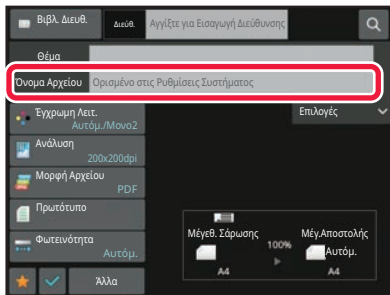 Βιβλ. Διευθ.
Διεύθ.
Αγγίξτε για Εισαγωγή Διεύθυνσης
Θέμα
Όνομα Αρχείου
Ορισμένο στις Ρυθμίσεις Συστήματος
Έγχρωμη Λειτ.
Αυτόμ./Μονο2
Επιλογές
Ανάλυση
200x200dpi
Μορφή Αρχείου
PDF
Πρωτότυπο
Φωτεινότητα
Αυτόμ.
Άλλα
Μέγεθ. Σάρωσης
100%
Μέγ.Αποστολής
Αυτόμ.
A4
A4